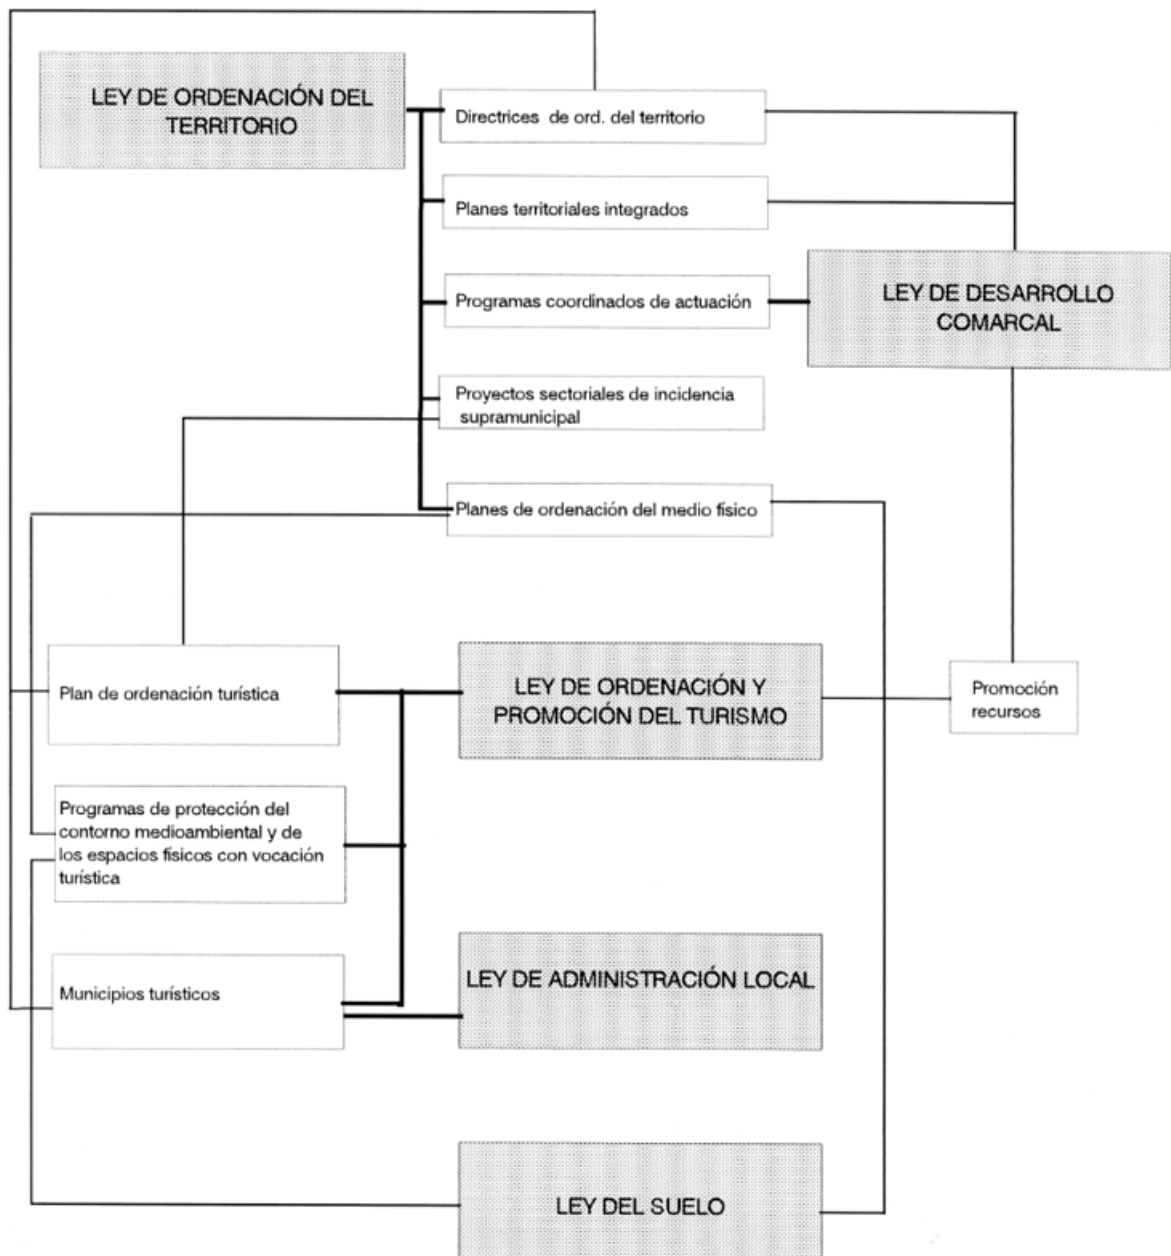 LEY DE ORDENACIÓN DEL
TERRITORIO
Directrices de ord. del territorio
Planes territoriales integrados
Programas coordinados de actuación
LEY DE DESARROLLO
COMARCAL
Proyectos sectoriales de incidencia
supramunicipal
Planes de ordenación del medio físico
Plan de ordenación turística
LEY DE ORDENACIÓN Y
PROMOCIÓN DEL TURISMO
Promoción
recursos
Programas de protección del
contorno medioambiental y de
los espacios físicos con vocación
turística
Municipios turísticos
LEY DE ADMINISTRACIÓN LOCAL
LEY DEL SUELO